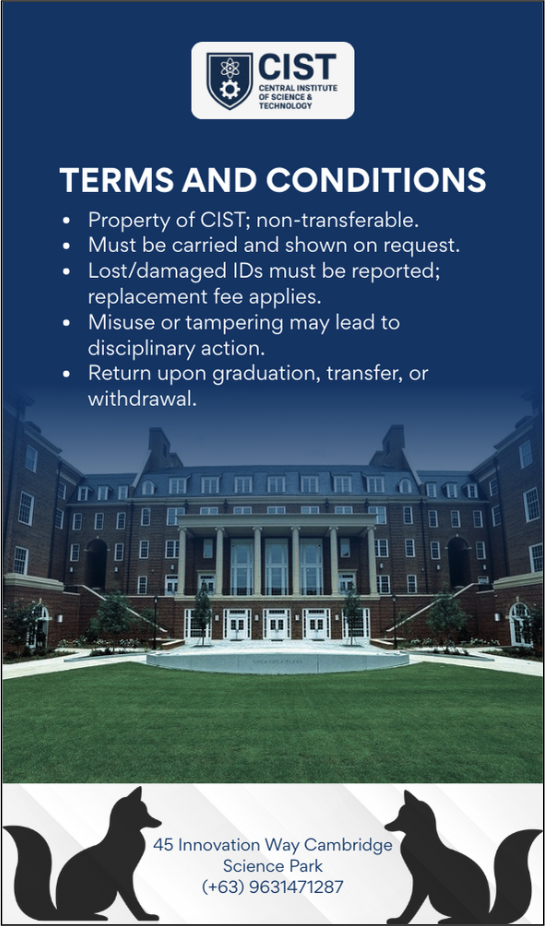 CIST
CENTRAL INSTITUTE
OF SCIENCE &
TECHNOLOGY
TERMS AND CONDITIONS
• Property of CIST; non-transferable.
• Must be carried and shown on request.
• Lost/damaged IDs must be reported;
replacement fee applies.
• Misuse or tampering may lead to
disciplinary action.
• Return upon graduation, transfer, or
withdrawal.
45 Innovation Way Cambridge
Science Park
(+63) 9631471287